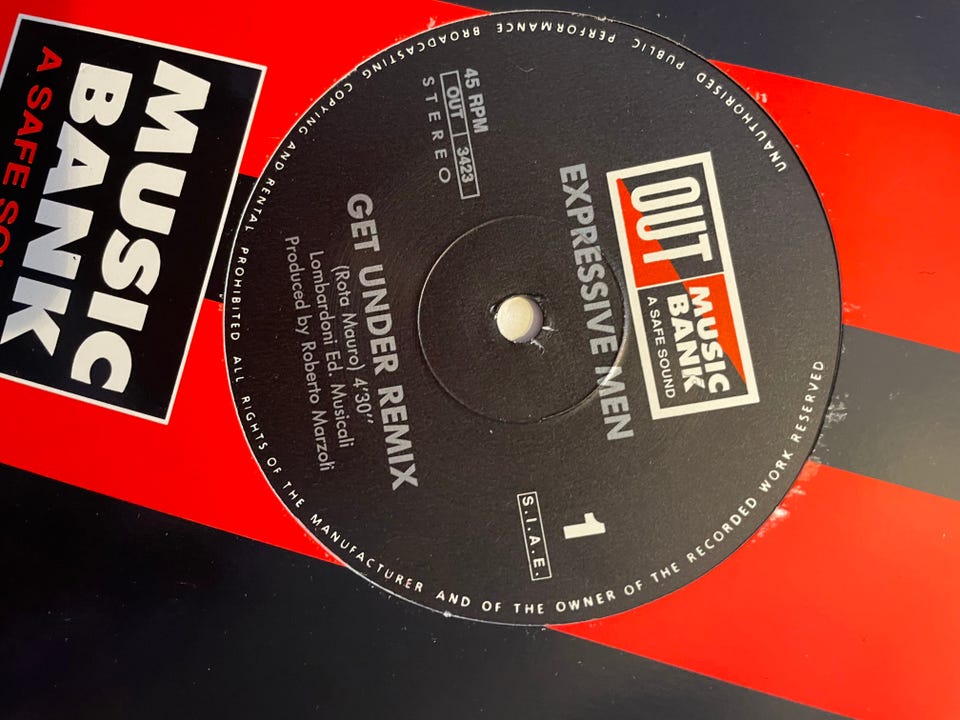 MUSIC
BANK
A SAFE SO
OUT
MUSIC
BANK
A SAFE SOUND
EXPRESSIVE MEN
45 RPM
OUT 3423
STEREO
1
S.I.A.E.
GET UNDER REMIX
(Rota Mauro) 4'30"
Lombardoni Ed. Musicali
Produced by Roberto Marzoli
ALL RIGHTS OF THE MANUFACTURER AND OF THE OWNER OF THE RECORDED WORK RESERVED
UNAUTHORISED PUBLIC PERFORMANCE BROADCASTING COPYING AND RENTAL PROHIBITED